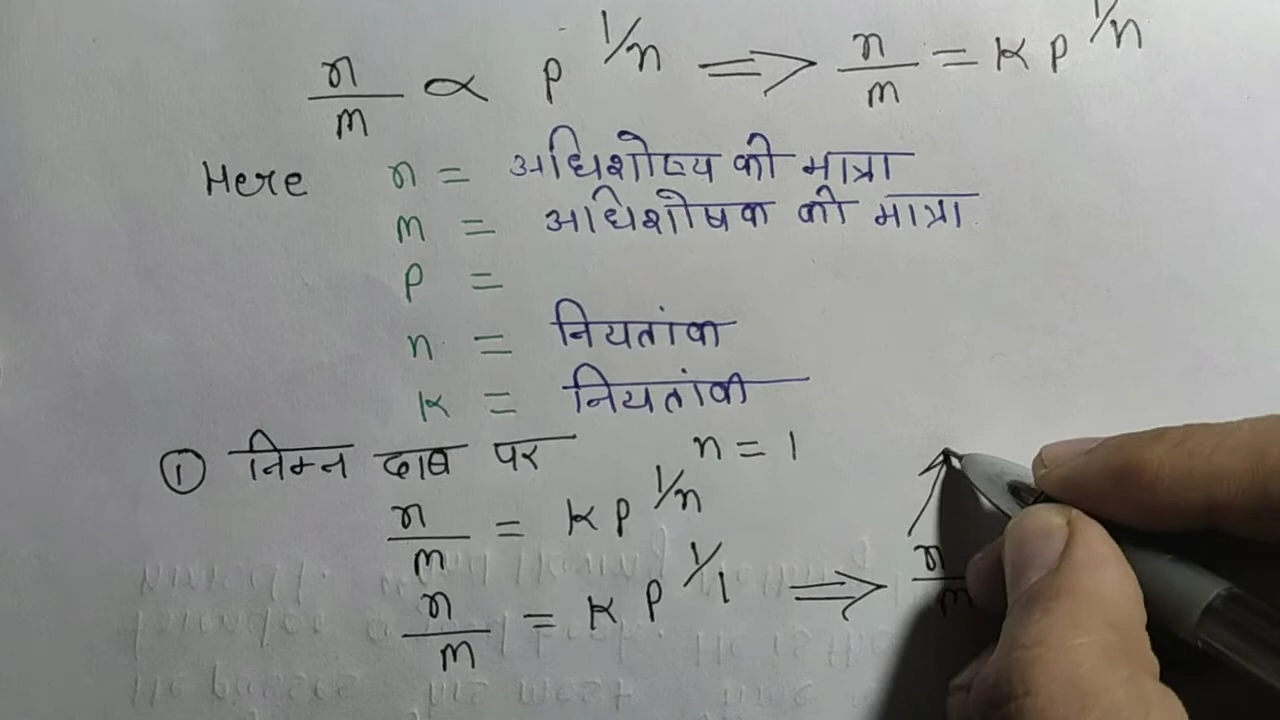 x/m ∝ p^1/n ⟹ x/m = K p^1/n
Here x = अधिशोष्य की मात्रा
m = अधिशोषक की मात्रा
P =
n = नियतांक
K = नियतांक
① निम्न दाब पर n = 1
x/m = K p^1/n
x/m = K p^1/1 ⟹ x/m